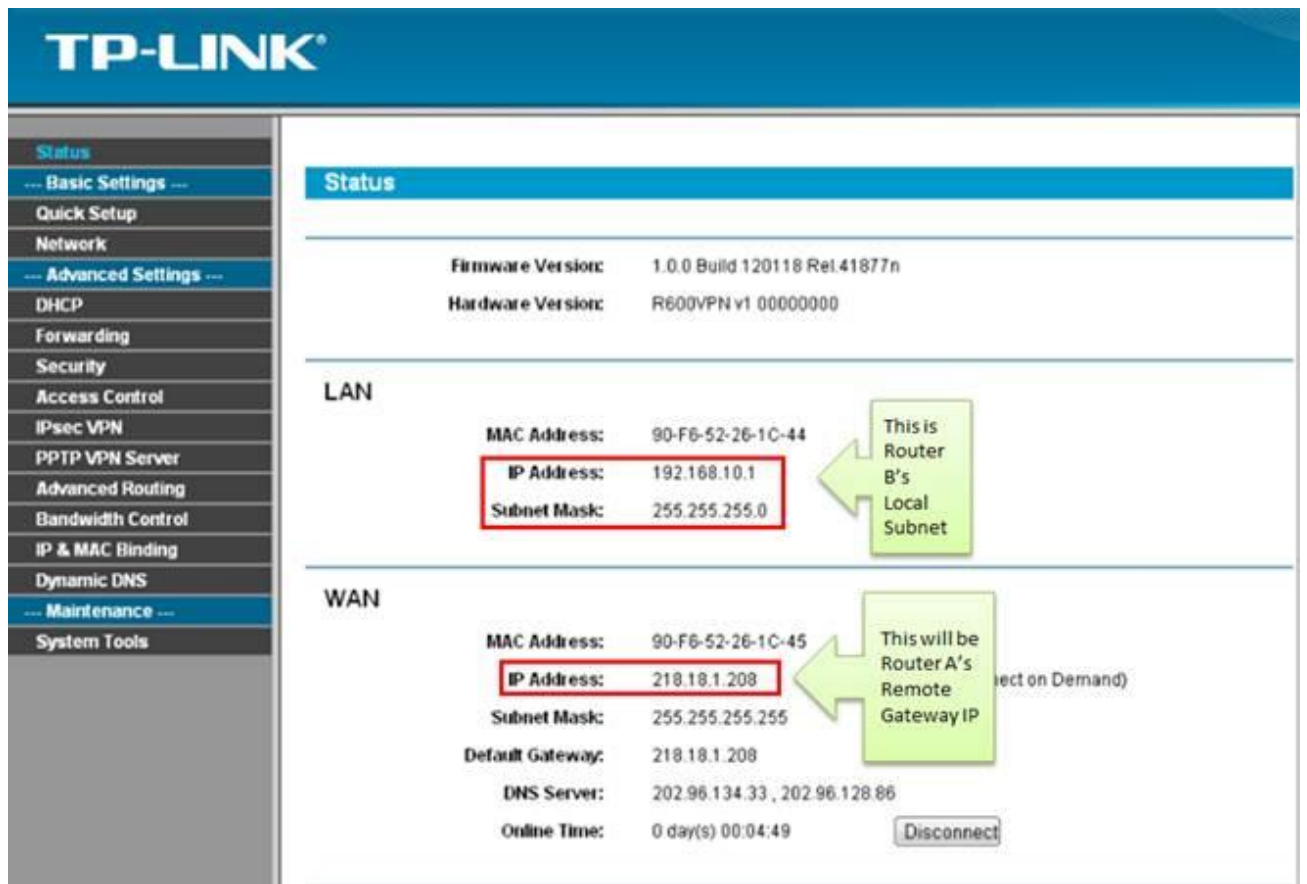 TP-LINK®
Status
--- Basic Settings ---
Quick Setup
Network
--- Advanced Settings ---
DHCP
Forwarding
Security
Access Control
IPsec VPN
PPTP VPN Server
Advanced Routing
Bandwidth Control
IP & MAC Binding
Dynamic DNS
--- Maintenance ---
System Tools
Status
Firmware Version: 1.0.0 Build 120118 Rel.41877n
Hardware Version: R600VPN v1 00000000
LAN
MAC Address: 90-F6-52-26-1C-44
IP Address: 192.168.10.1
Subnet Mask: 255.255.255.0
This is
Router
B's
Local
Subnet
WAN
MAC Address: 90-F6-52-26-1C-45
IP Address: 218.18.1.208
on Demand)
Subnet Mask: 255.255.255.255
Default Gateway: 218.18.1.208
DNS Server: 202.96.134.33 , 202.96.128.86
Online Time: 0 day(s) 00:04:49 Disconnect
This will be
Router A's
Remote
Gateway IP